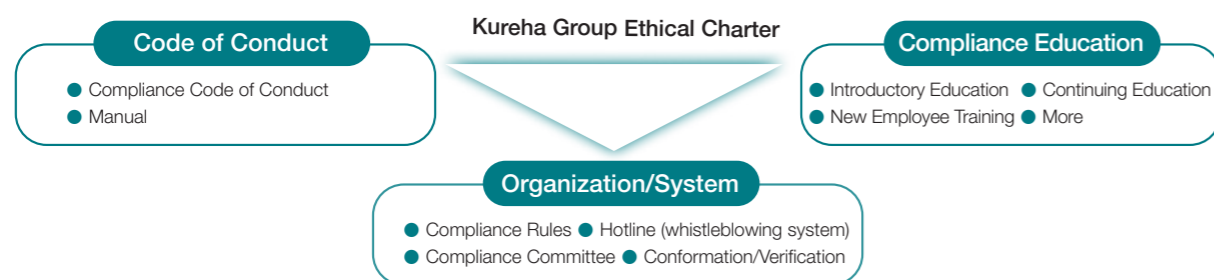 Kureha Group Ethical Charter
Code of Conduct
Compliance Code of Conduct
Manual
Compliance Education
Introductory Education Continuing Education
New Employee Training More
Organization/System
Compliance Rules Hotline (whistleblowing system)
Compliance Committee Conformation/Verification